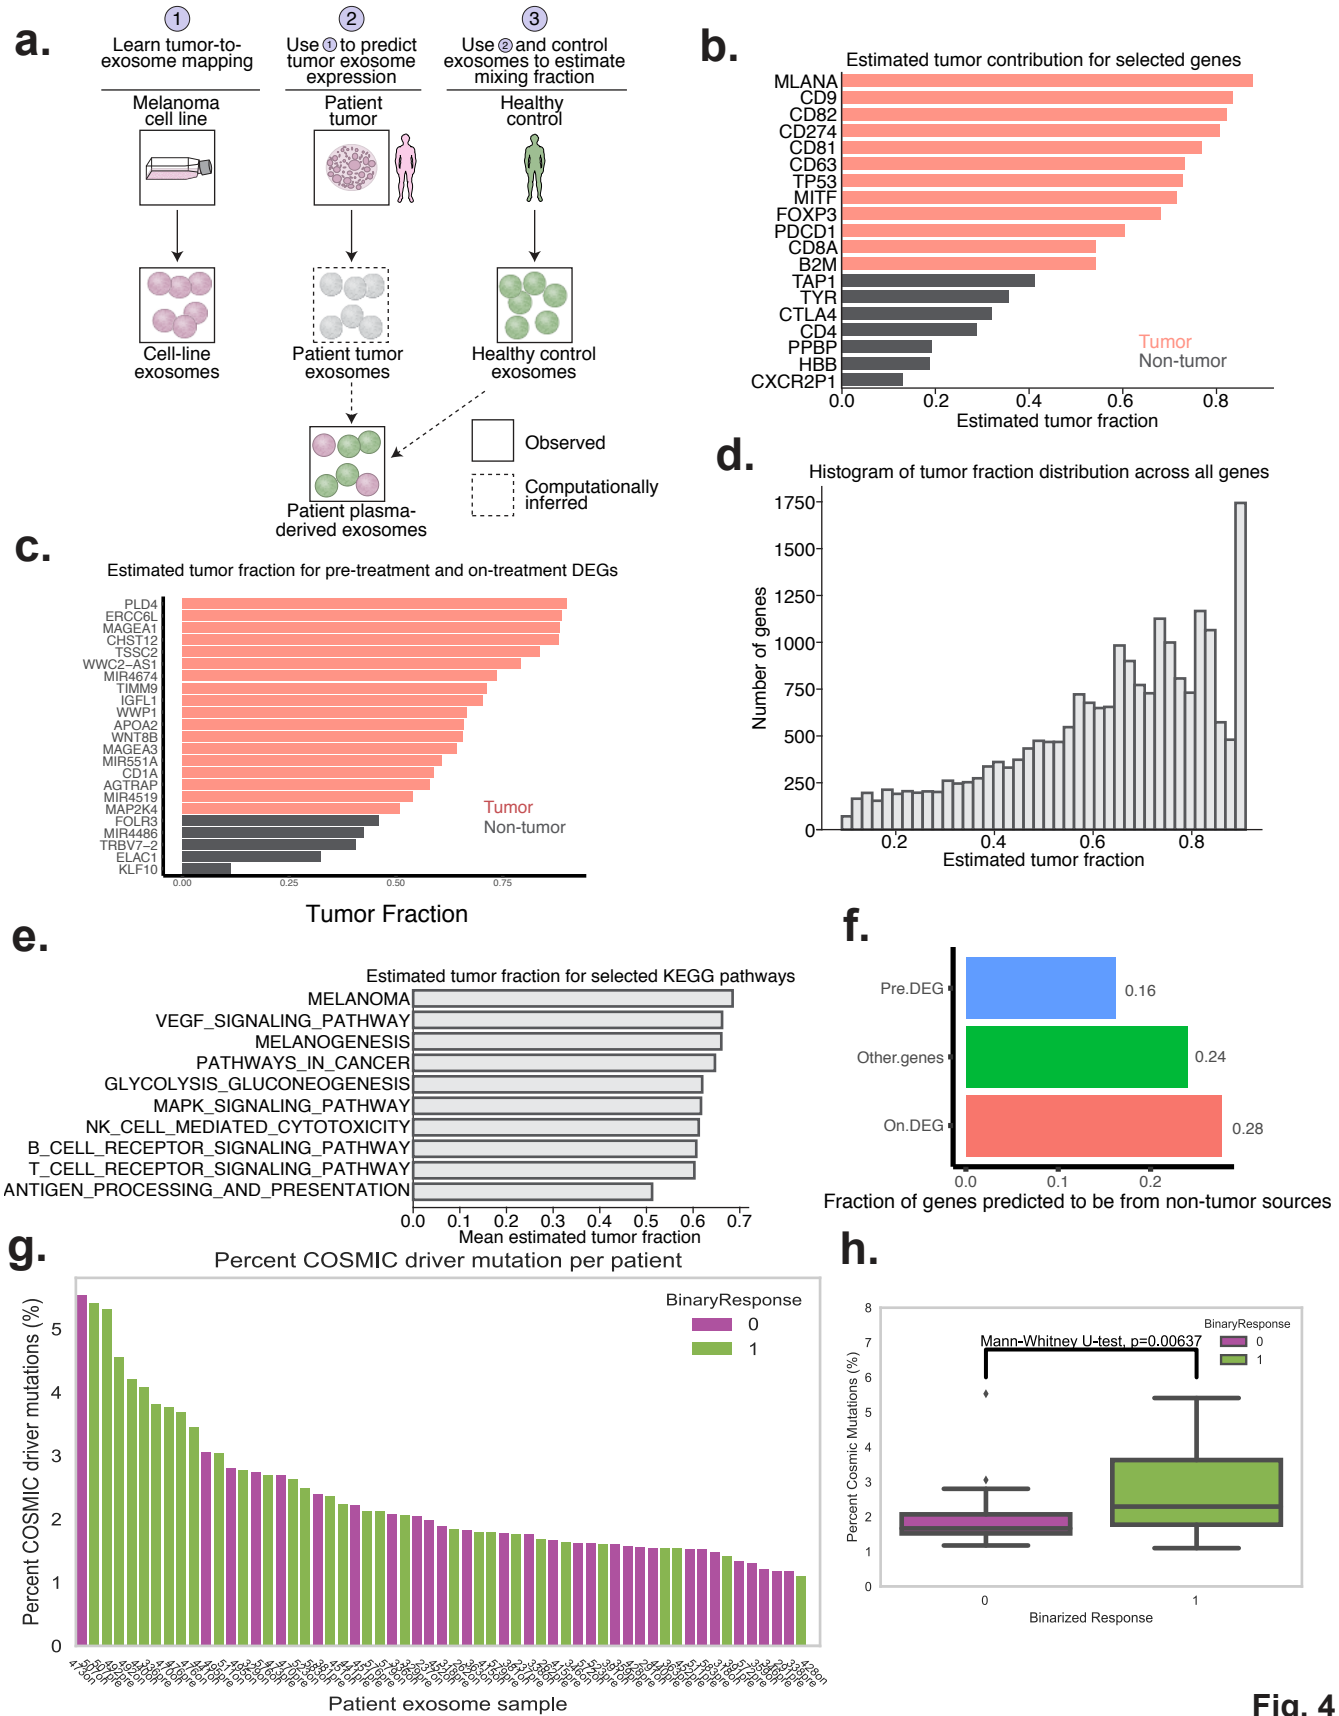 a.
1
Learn tumor-to-
exosome mapping
Melanoma
cell line
Cell-line
exosomes
2
Use 1 to predict
tumor exosome
expression
Patient
tumor
Patient tumor
exosomes
3
Use 2 and control
exosomes to estimate
mixing fraction
Healthy
control
Healthy control
exosomes
Patient plasma-
derived exosomes
Observed
Computationally
inferred
b.
Estimated tumor contribution for selected genes
MLANA
CD9
CD82
CD274
CD81
CD63
TP53
MITF
FOXP3
PDCD1
CD8A
B2M
TAP1
TYR
CTLA4
CD4
PPBP
HBB
CXCR2P1
Tumor
Non-tumor
0.0 0.2 0.4 0.6 0.8
Estimated tumor fraction
c.
Estimated tumor fraction for pre-treatment and on-treatment DEGs
PLD4
ERCC6L
MAGEA1
CHST12
TSSC2
WWC2-AS1
MIR4674
TIMM9
IGFL1
WWP1
APOA2
WNT8B
MAGEA3
MIR551A
CD1A
AGTRAP
MIR4519
MAP2K4
FOLR3
MIR4486
TRBV7-2
ELAC1
KLF10
Tumor
Non-tumor
0.00 0.25 0.50 0.75
Tumor Fraction
d.
Histogram of tumor fraction distribution across all genes
Number of genes
1750
1500
1250
1000
750
500
250
0
0.2 0.4 0.6 0.8
Estimated tumor fraction
e.
Estimated tumor fraction for selected KEGG pathways
MELANOMA
VEGF_SIGNALING_PATHWAY
MELANOGENESIS
PATHWAYS_IN_CANCER
GLYCOLYSIS_GLUCONEOGENESIS
MAPK_SIGNALING_PATHWAY
NK_CELL_MEDIATED_CYTOTOXICITY
B_CELL_RECEPTOR_SIGNALING_PATHWAY
T_CELL_RECEPTOR_SIGNALING_PATHWAY
ANTIGEN_PROCESSING_AND_PRESENTATION
0.0 0.1 0.2 0.3 0.4 0.5 0.6 0.7
Mean estimated tumor fraction
f.
Pre.DEG 0.16
Other.genes 0.24
On.DEG 0.28
0.0 0.1 0.2
Fraction of genes predicted to be from non-tumor sources
g.
Percent COSMIC driver mutation per patient
Percent COSMIC driver mutations (%)
BinaryResponse
0
1
5
4
3
2
1
0
Patient exosome sample
h.
Percent Cosmic Mutations (%)
8
7
6
5
4
3
2
1
0
Mann-Whitney U-test, p=0.00637
BinaryResponse
0
1
0 1
Binarized Response
Fig. 4